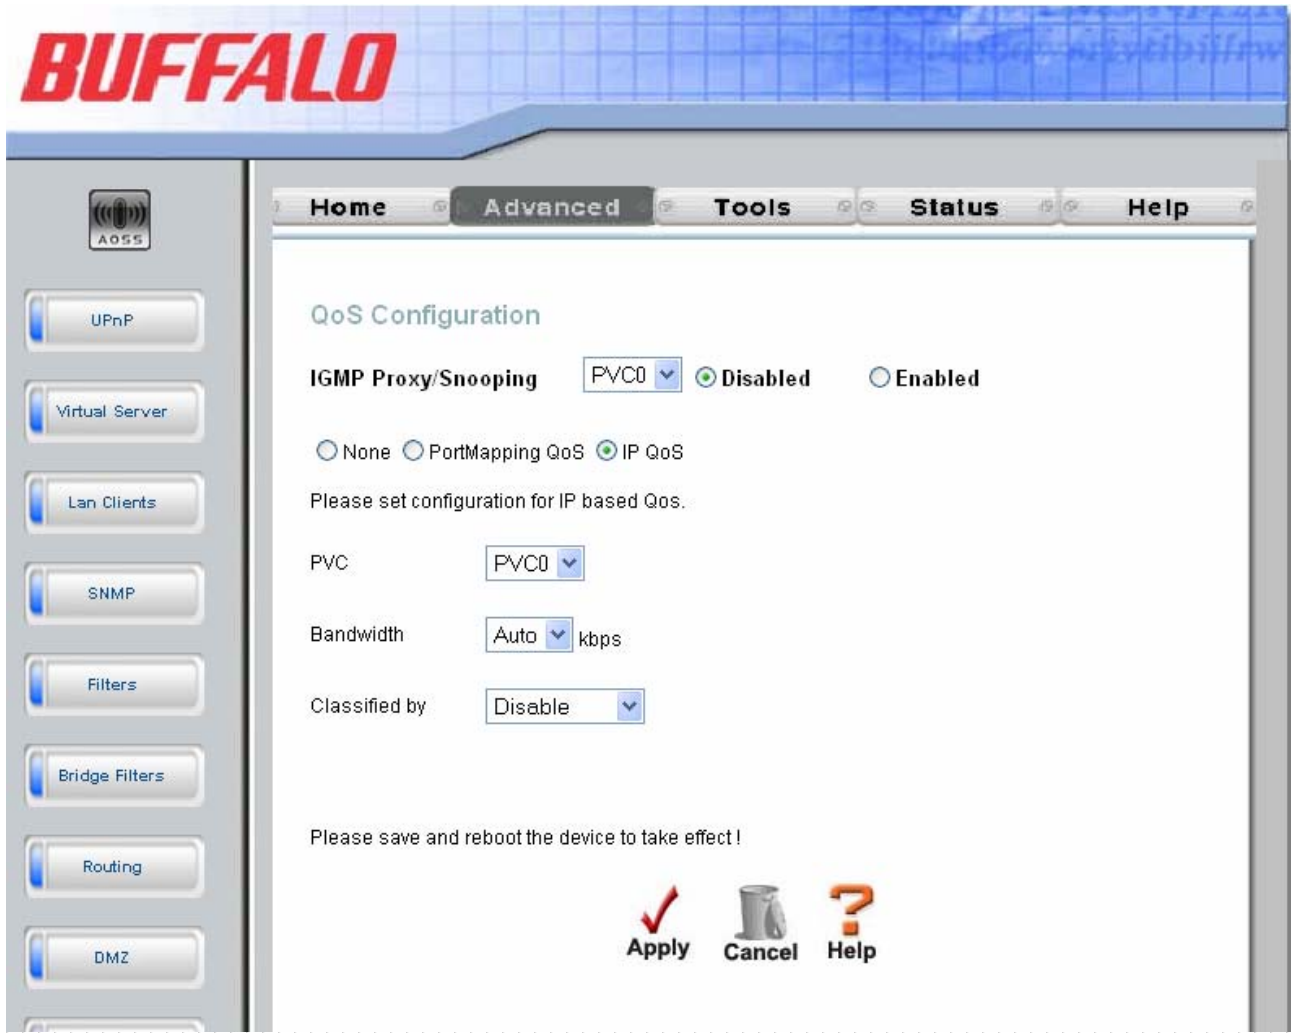 BUFFALO
AOSS
Home Advanced Tools Status Help
UPnP
Virtual Server
Lan Clients
SNMP
Filters
Bridge Filters
Routing
DMZ
QoS Configuration
IGMP Proxy/Snooping PVC0 Disabled Enabled
None PortMapping QoS IP QoS
Please set configuration for IP based Qos.
PVC PVC0
Bandwidth Auto kbps
Classified by Disable
Please save and reboot the device to take effect !
Apply Cancel Help